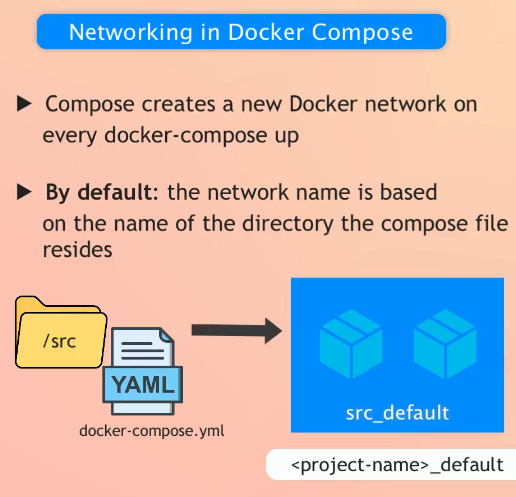 Networking in Docker Compose
▶ Compose creates a new Docker network on
every docker-compose up
▶ By default: the network name is based
on the name of the directory the compose file
resides
/src
YAML
docker-compose.yml
src_default
<project-name>_default